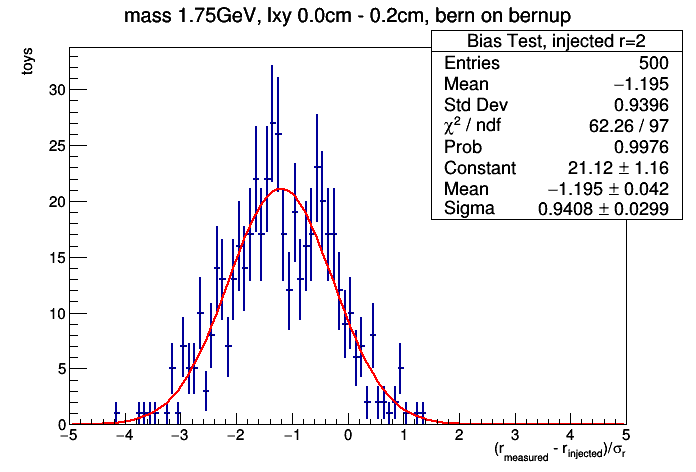 mass 1.75GeV, lxy 0.0cm - 0.2cm, bern on bernup
Bias Test, injected r=2
Entries 500
Mean −1.195
Std Dev 0.9396
χ² / ndf 62.26 / 97
Prob 0.9976
Constant 21.12 ± 1.16
Mean −1.195 ± 0.042
Sigma 0.9408 ± 0.0299
toys
30
25
20
15
10
5
0
−5 −4 −3 −2 −1 0 1 2 3 4 5
(r_measured - r_injected)/σ_r